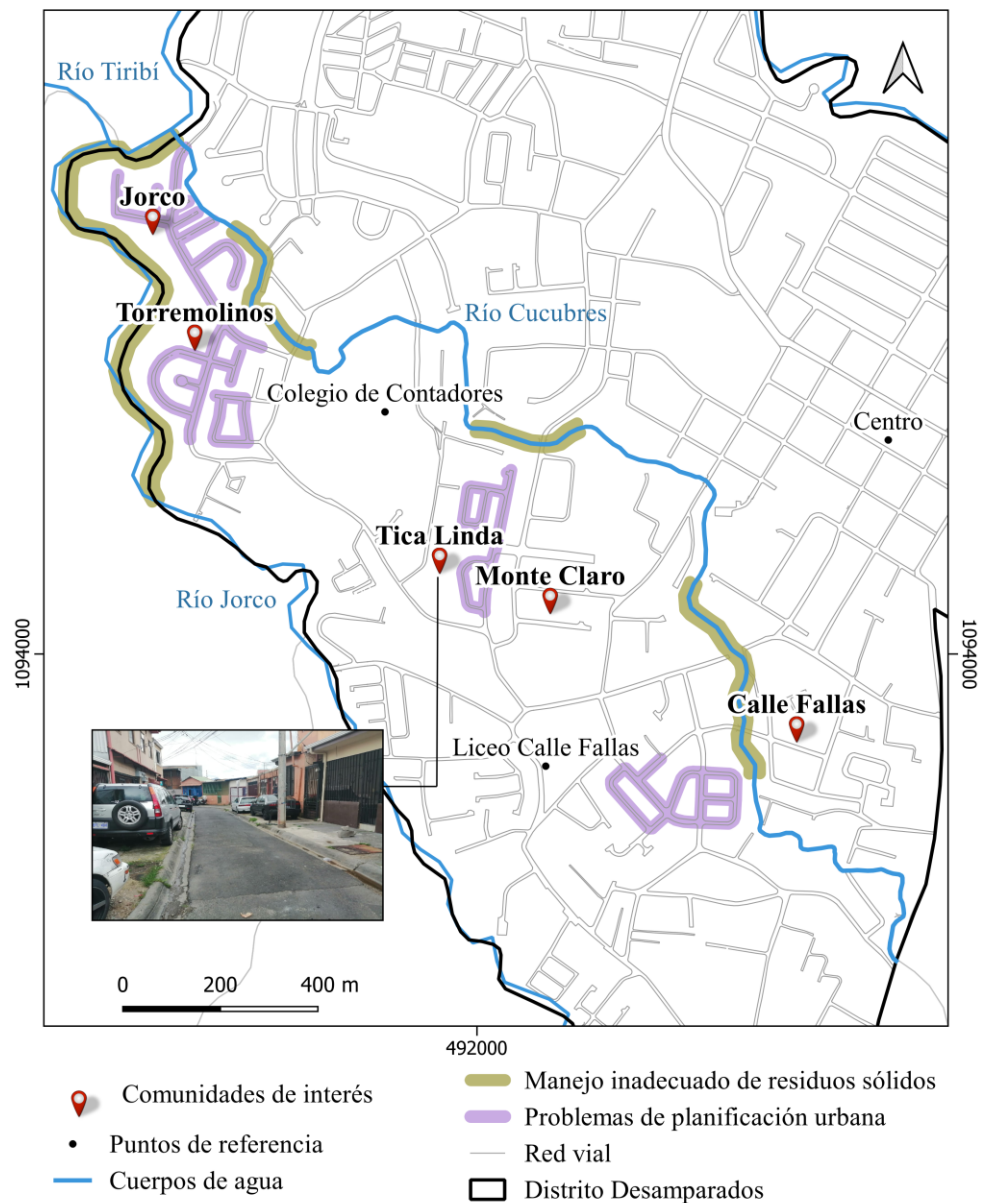 Río Tiribí
Jorco
Torremolinos
Río Cucubres
Colegio de Contadores
Centro
Tica Linda
Monte Claro
Río Jorco
1094000
1094000
Calle Fallas
Liceo Calle Fallas
0 200 400 m
492000
Comunidades de interés
Puntos de referencia
Cuerpos de agua
Manejo inadecuado de residuos sólidos
Problemas de planificación urbana
Red vial
Distrito Desamparados